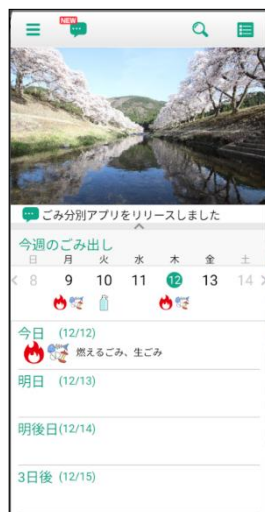 NEW
ごみ分別アプリをリリースしました
今週のごみ出し
日 月 火 水 木 金 土
8 9 10 11 12 13 14
今日 (12/12)
燃えるごみ、生ごみ
明日 (12/13)
明後日(12/14)
3日後 (12/15)